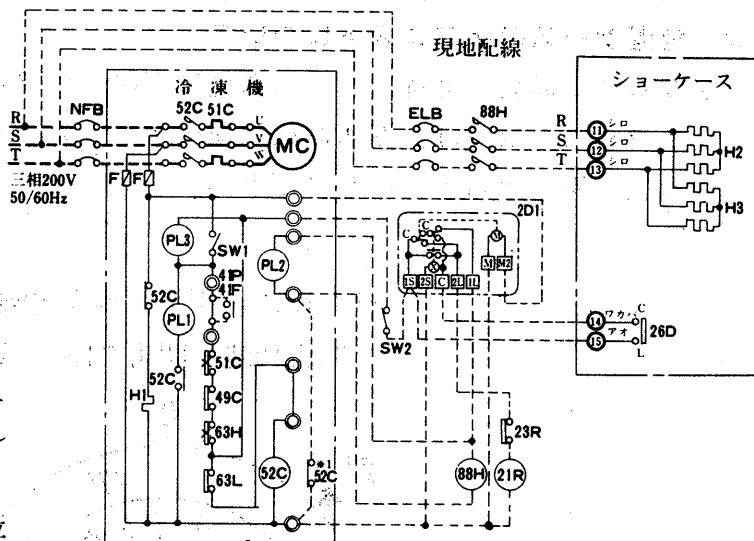 現地配線
冷凍機
ショーケース
NFB
52C
51C
ELB
88H
R
S
T
U
V
W
MC
R
S
T
11
シロ
12
シロ
13
シロ
H2
H3
三相200V
50/60Hz
F
F
2D1
PL3
SW1
PL2
41P
41F
C
C
M
X
1S
2S
C
2L
1L
M
M2
52C
PL1
SW2
14
ワカバ
C
15
アオ
L
26D
51C
52C
49C
H1
63H
63L
52C
*1
52C
23R
88H
21R